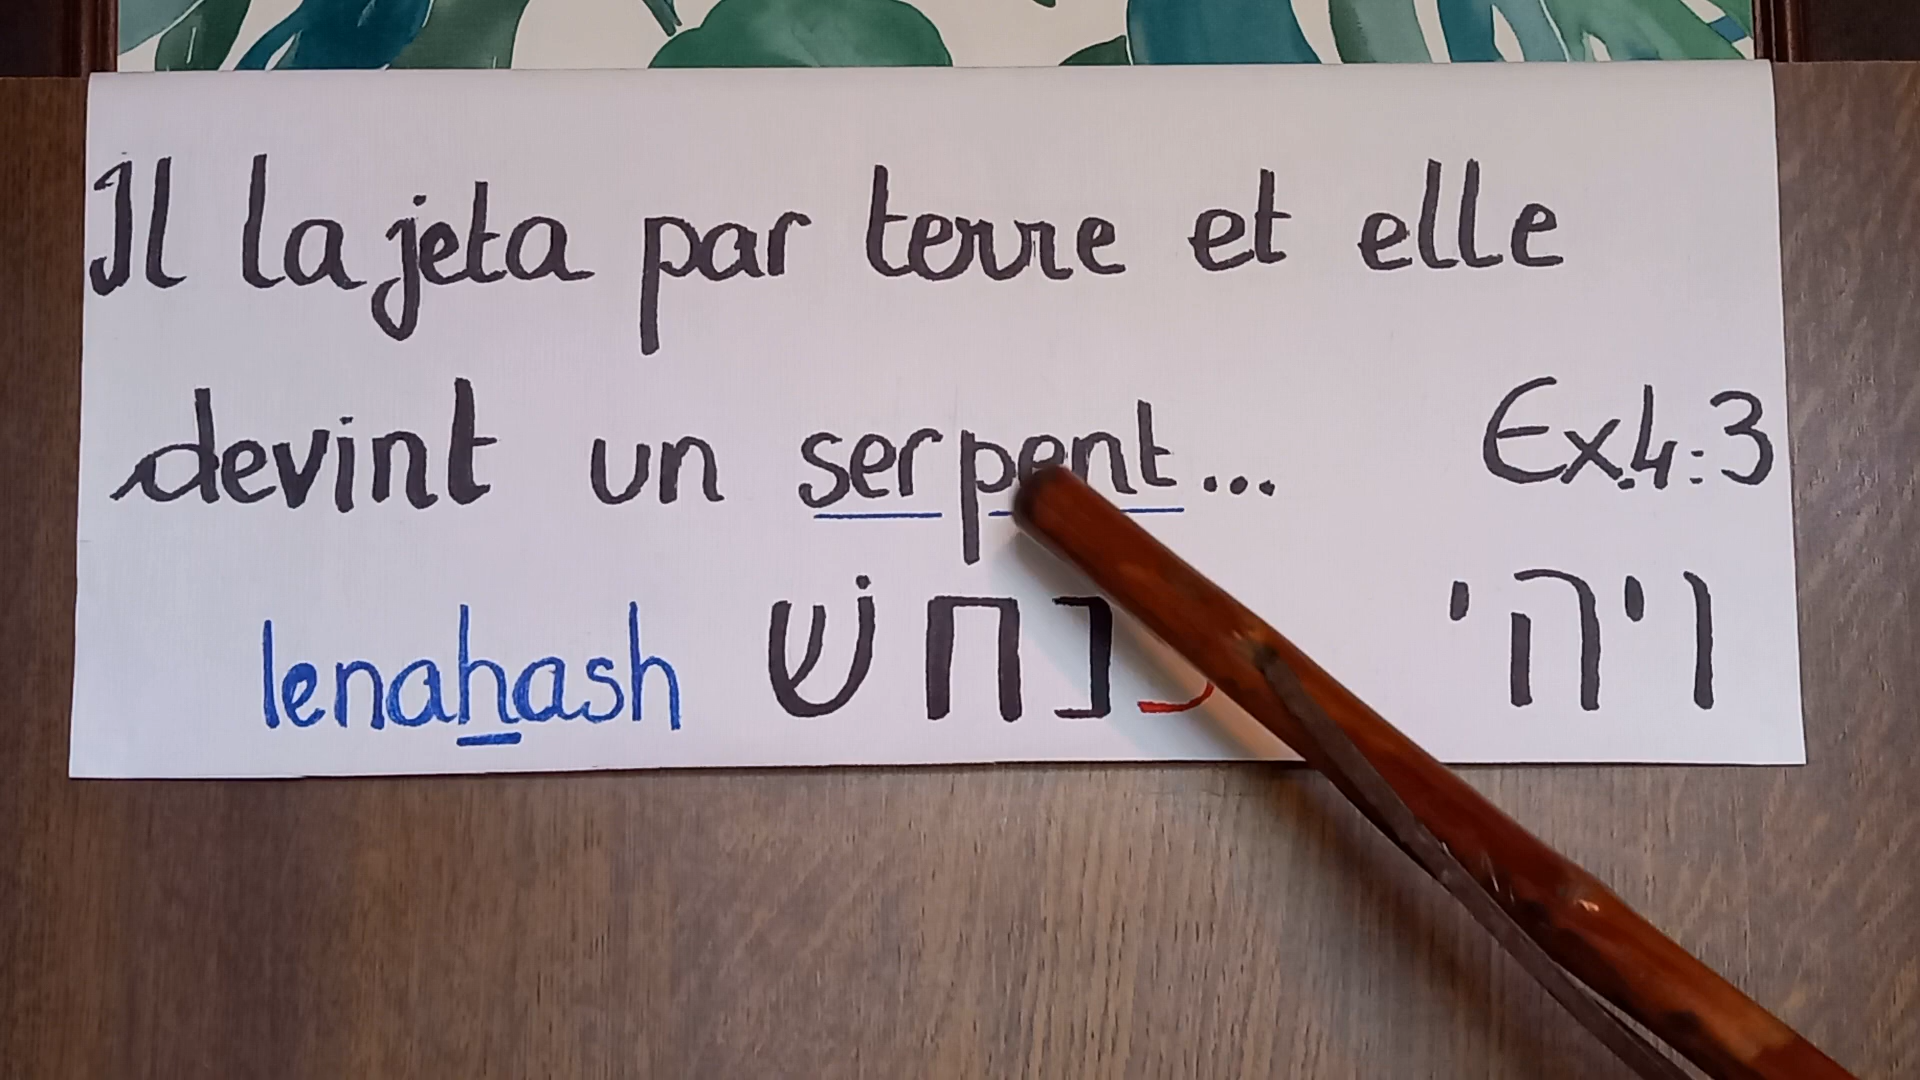 Il la jeta par terre et elle
devint un serpent... Ex.4:3
lenahash ויהי נחשׁ